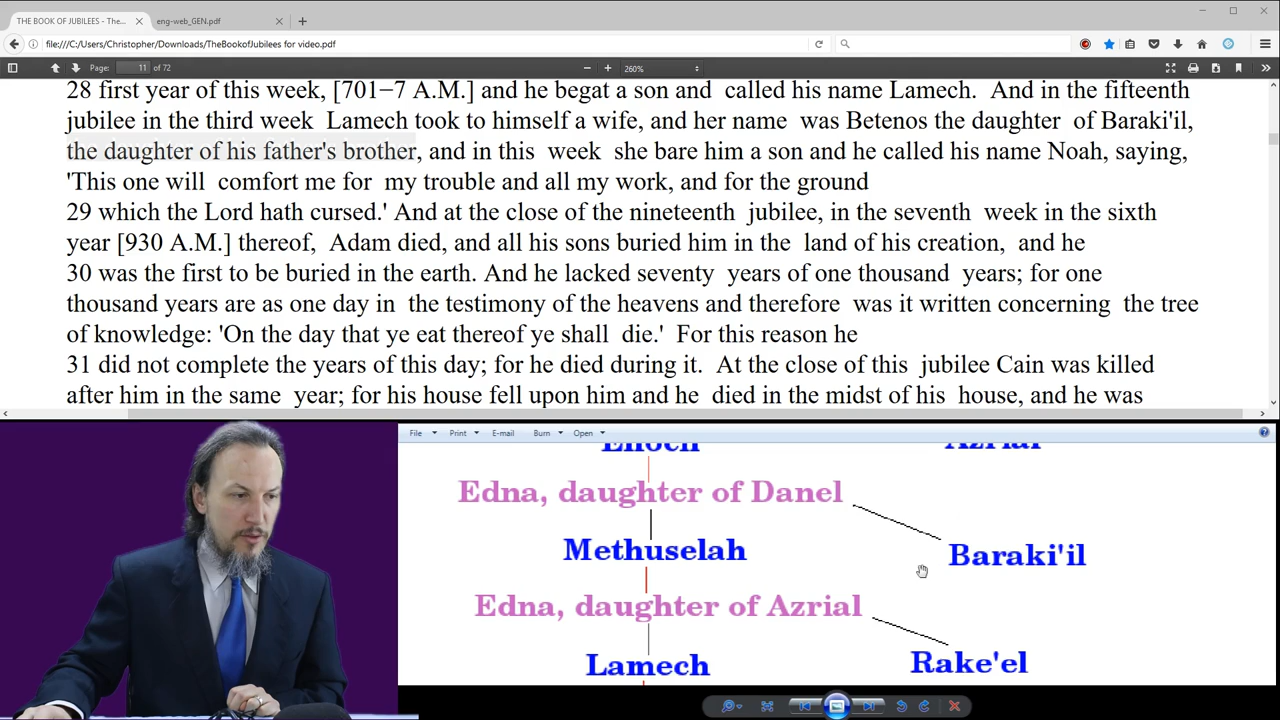 THE BOOK OF JUBILEES - The...
eng-web_GEN.pdf
file:///C:/Users/Christopher/Downloads/TheBookofJubilees for video.pdf
Page: 11 of 72
260%
28 first year of this week, [701-7 A.M.] and he begat a son and called his name Lamech. And in the fifteenth
jubilee in the third week Lamech took to himself a wife, and her name was Betenos the daughter of Baraki'il,
the daughter of his father's brother, and in this week she bare him a son and he called his name Noah, saying,
'This one will comfort me for my trouble and all my work, and for the ground
29 which the Lord hath cursed.' And at the close of the nineteenth jubilee, in the seventh week in the sixth
year [930 A.M.] thereof, Adam died, and all his sons buried him in the land of his creation, and he
30 was the first to be buried in the earth. And he lacked seventy years of one thousand years; for one
thousand years are as one day in the testimony of the heavens and therefore was it written concerning the tree
of knowledge: 'On the day that ye eat thereof ye shall die.' For this reason he
31 did not complete the years of this day; for he died during it. At the close of this jubilee Cain was killed
after him in the same year; for his house fell upon him and he died in the midst of his house, and he was
File Print E-mail Burn Open
Enoch Azrial
Edna, daughter of Danel
Methuselah Baraki'il
Edna, daughter of Azrial
Lamech Rake'el